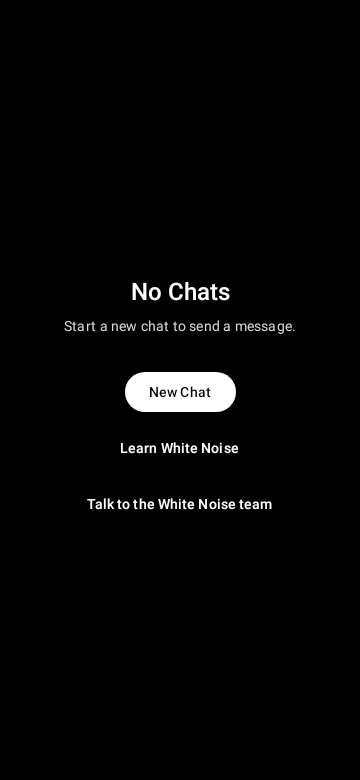 No Chats
Start a new chat to send a message.
New Chat
Learn White Noise
Talk to the White Noise team